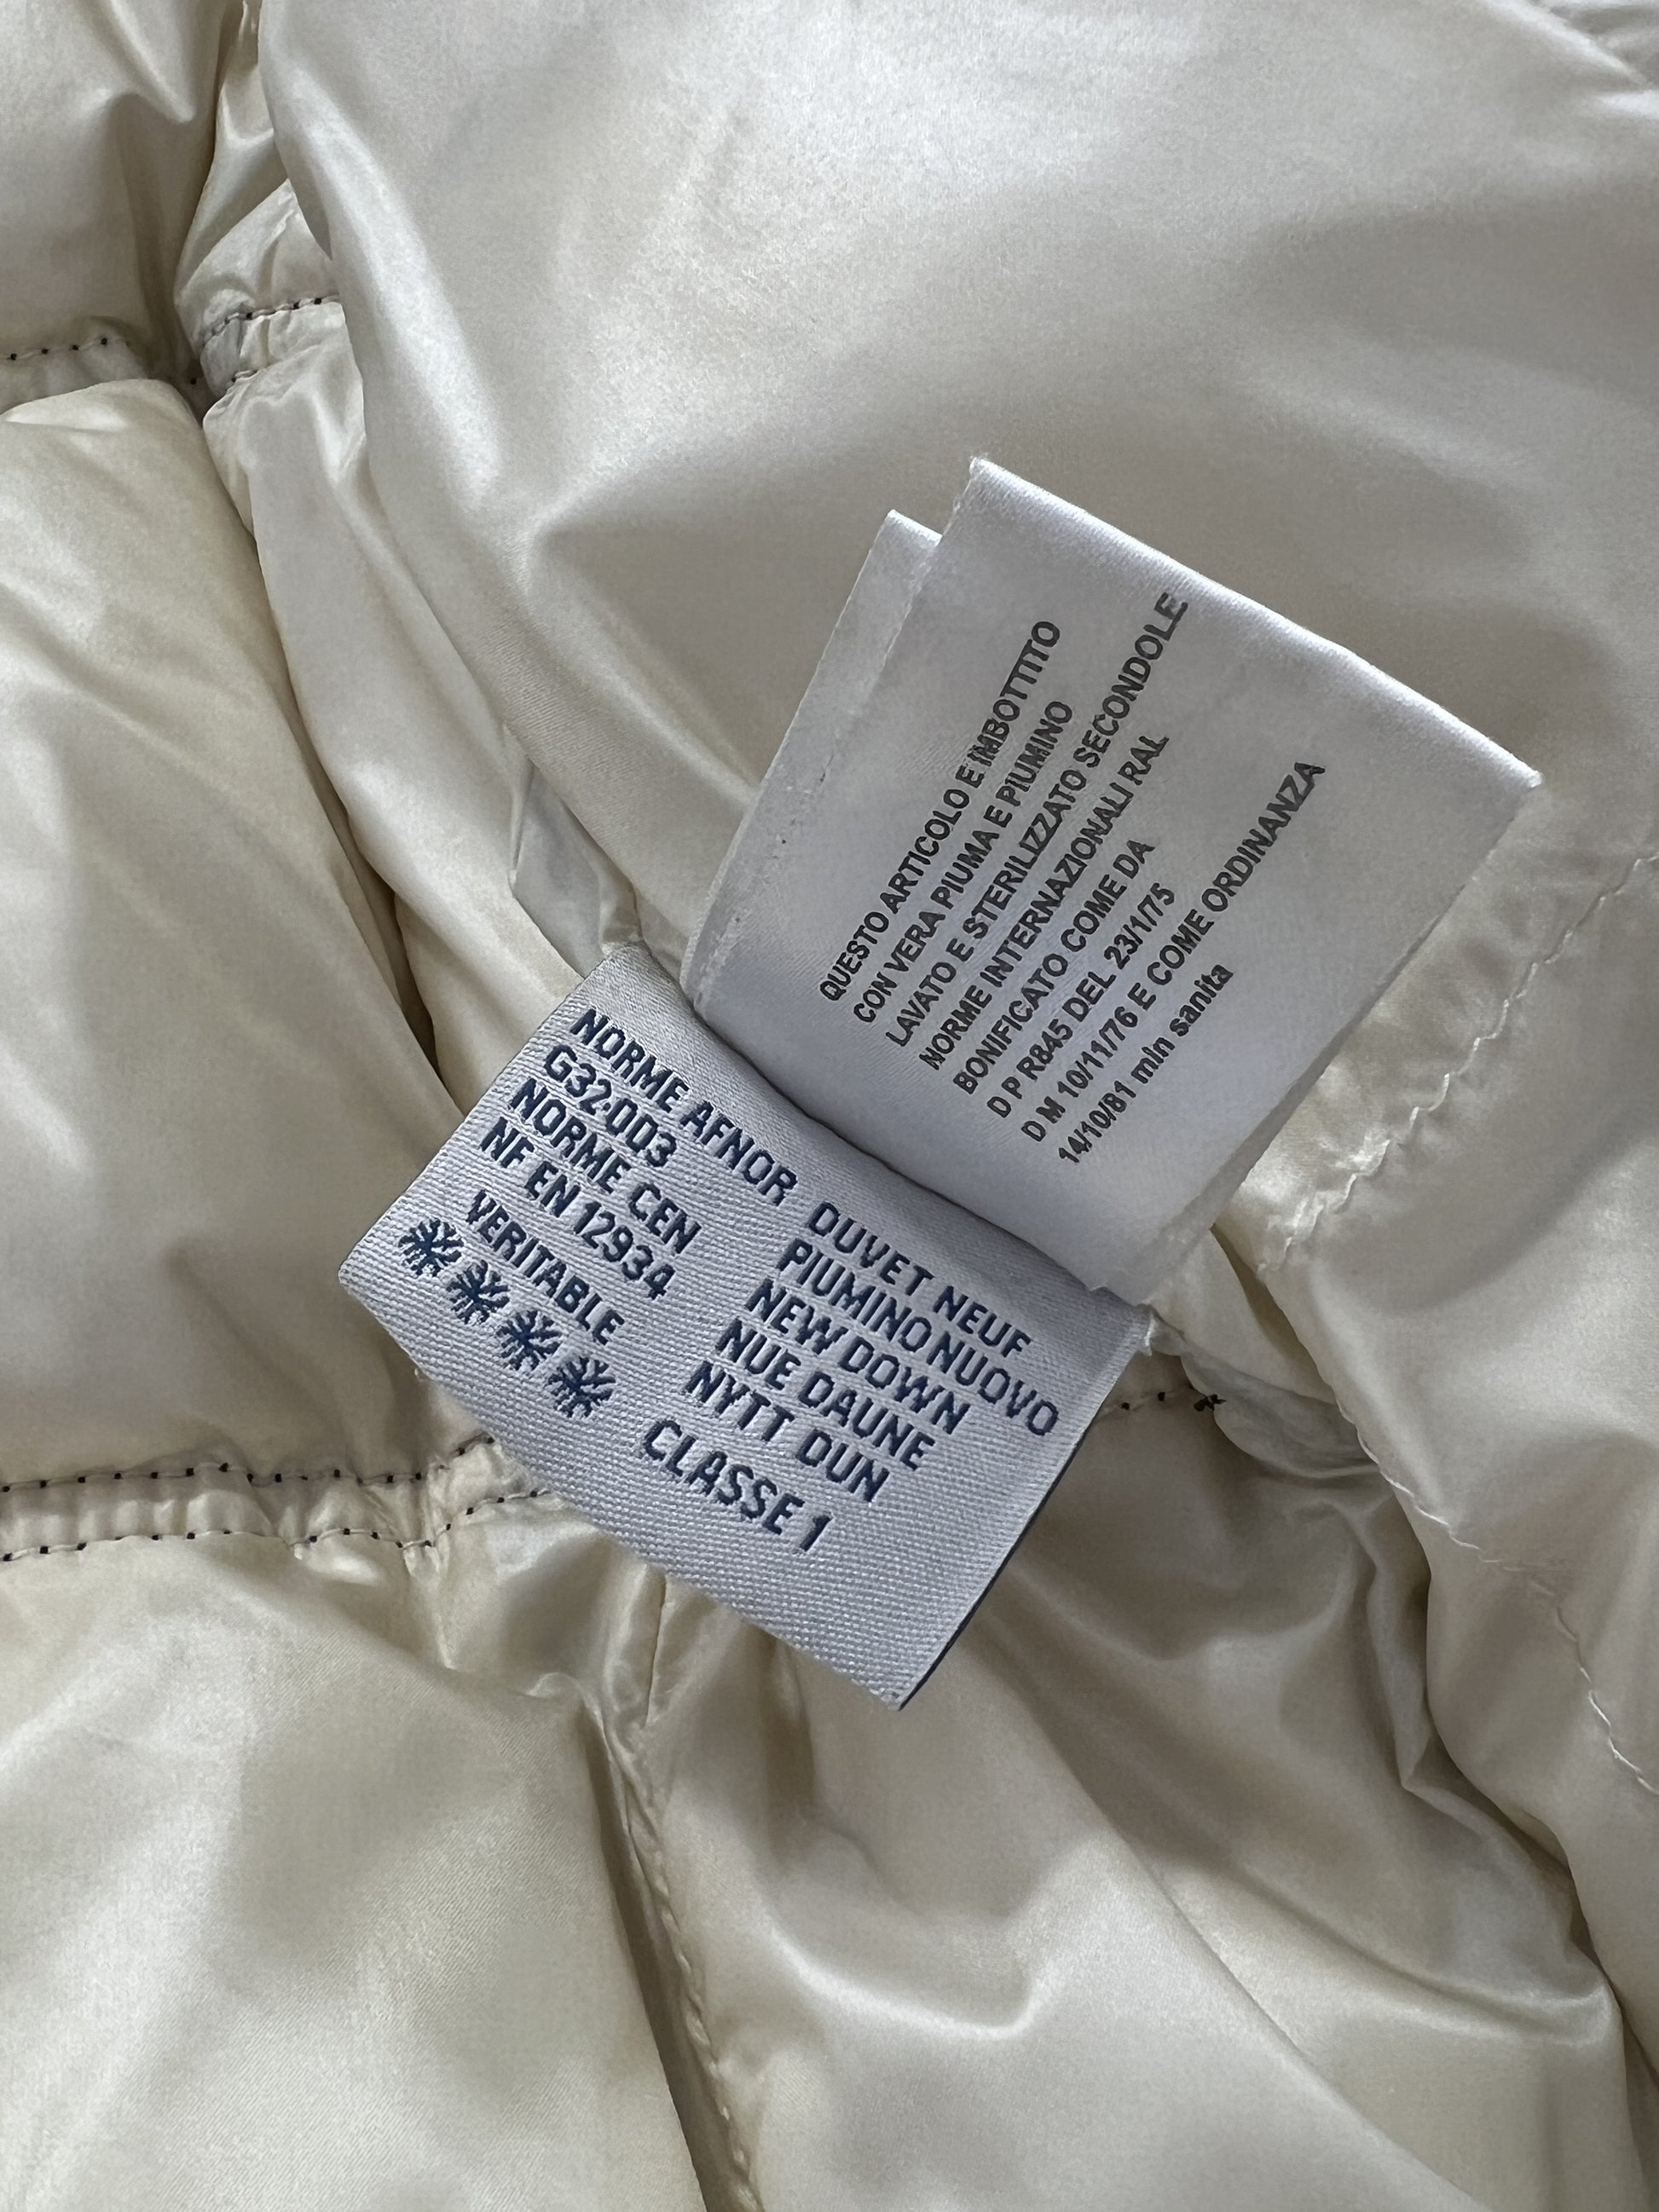 QUESTO ARTICOLO E IMBOTTITO
CON VERA PIUMA E PIUMINO
LAVATO E STERILIZZATO SECONDOLE
NORME INTERNAZIONALI RAL
BONIFICATO COME DA
D P R845 DEL 23/1/75
D M 10/11/76 E COME ORDINANZA
14/10/81 mln sanita
NORME AFNOR
G32-003
NORME CEN
NF EN 12934
VERITABLE
DUVET NEUF
PIUMINO NUOVO
NEW DOWN
NUE DAUNE
NYTT DUN
CLASSE 1